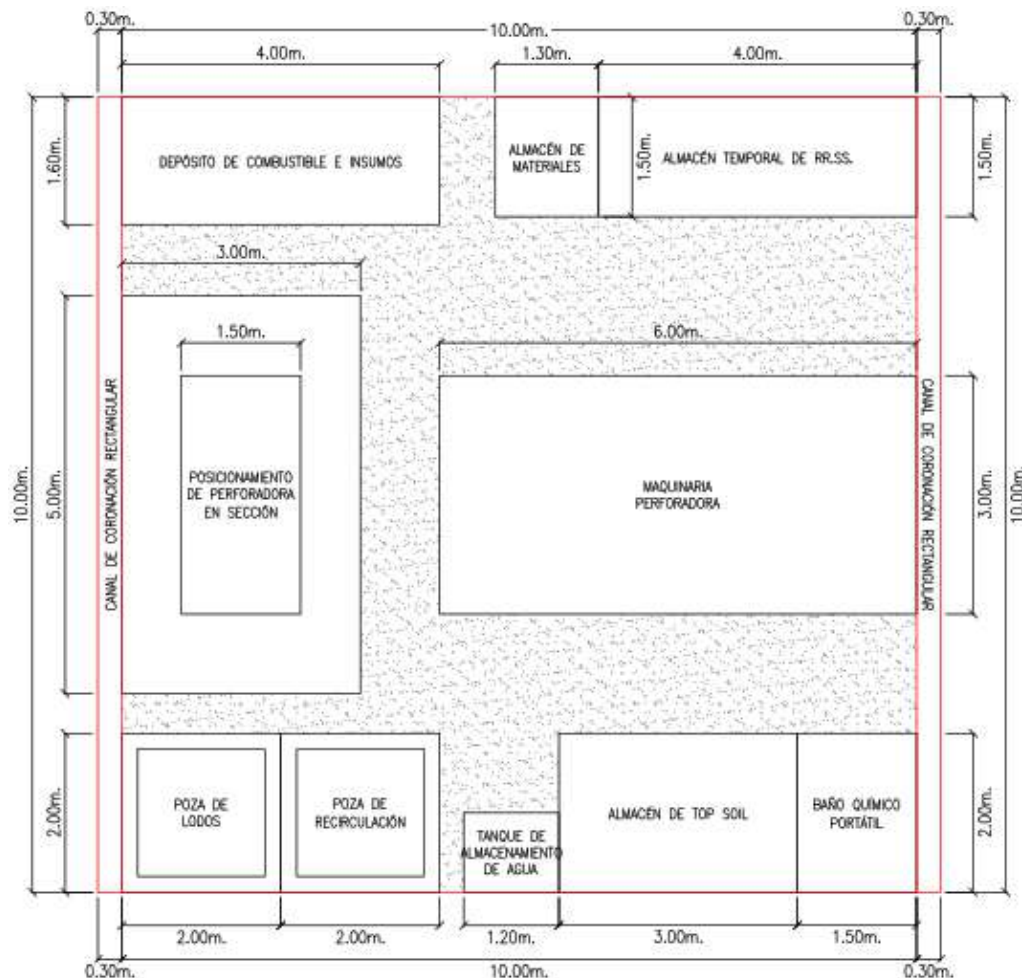 0.30m.
0.30m.
10.00m.
4.00m.
1.30m.
4.00m.
1.60m.
DEPÓSITO DE COMBUSTIBLE E INSUMOS
ALMACÉN DE
MATERIALES
1.50m.
ALMACÉN TEMPORAL DE RR.SS.
1.50m.
3.00m.
1.50m.
6.00m.
10.00m.
5.00m.
CANAL DE CORONACIÓN RECTANGULAR
POSICIONAMIENTO
DE PERFORADORA
EN SECCIÓN
MAQUINARIA
PERFORADORA
CANAL DE CORONACIÓN RECTANGULAR
3.00m.
10.00m.
2.00m.
POZA DE
LODOS
POZA DE
RECIRCULACIÓN
TANQUE DE
ALMACENAMIENTO
DE AGUA
ALMACÉN DE TOP SOIL
BAÑO QUÍMICO
PORTÁTIL
2.00m.
2.00m.
2.00m.
1.20m.
3.00m.
1.50m.
0.30m.
10.00m.
0.30m.